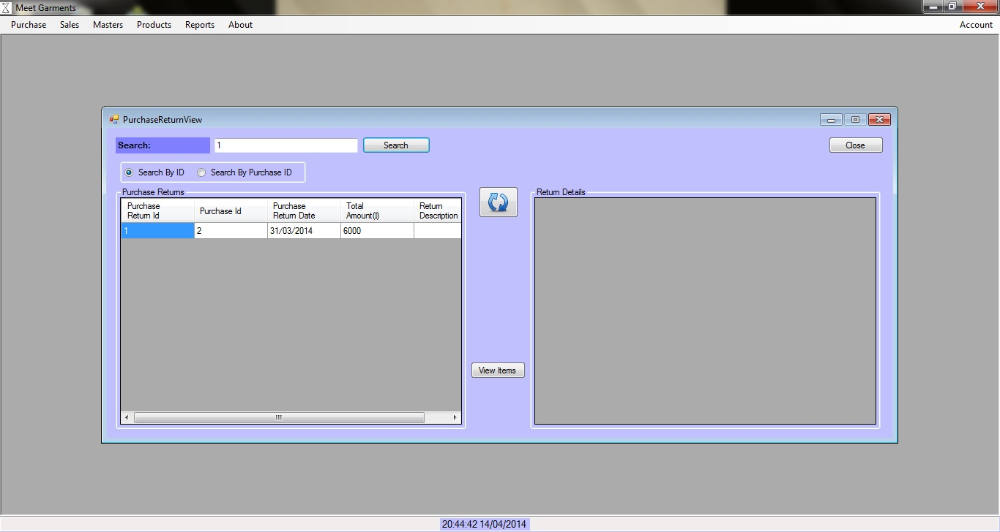 Meet Garments
Purchase Sales Masters Products Reports About Account
PurchaseReturnView
Search: 1 Search Close
Search By ID Search By Purchase ID
Purchase Returns
Purchase Return Id Purchase Id Purchase Return Date Total Amount(▯) Return Description
1 2 31/03/2014 6000
Return Details
View Items
20:44:42 14/04/2014